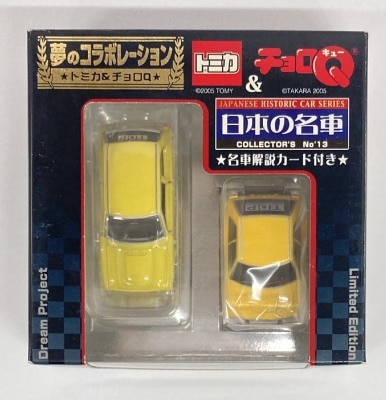 夢のコラボレーション
★トミカ&チョロQ★
トミカ
&
チョロQ
キュー
©2005 TOMY
©TAKARA 2005
JAPANESE HISTORIC CAR SERIES
日本の名車
COLLECTOR'S No'13
★名車解説カード付き★
Dream Project
Limited Edition